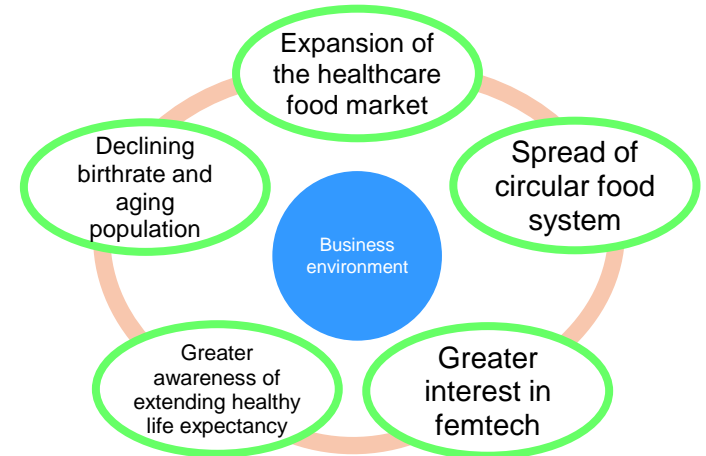 Expansion of
the healthcare
food market
Declining
birthrate and
aging
population
Spread of
circular food
system
Business
environment
Greater
awareness of
extending healthy
life expectancy
Greater
interest in
femtech